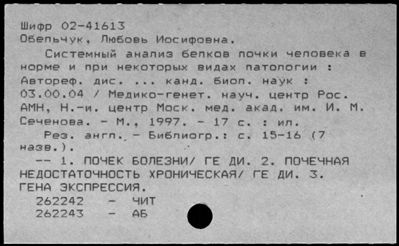 Шифр 02-41613
Обельчук, Любовь Иосифовна.
Системный анализ белков почки человека в
норме и при некоторых видах патологии :
Автореф. дис. ... канд. биол. наук :
03.00.04 / Медико-генет. науч. центр Рос.
АМН, Н.-и. центр Моск. мед. акад. им. И. М.
Сеченова. - М., 1997. - 17 с. : ил.
Рез. англ. - Библиогр.: с. 15-16 (7
назв.).
-- 1. ПОЧЕК БОЛЕЗНИ/ ГЕ ДИ. 2. ПОЧЕЧНАЯ
НЕДОСТАТОЧНОСТЬ ХРОНИЧЕСКАЯ/ ГЕ ДИ. 3.
ГЕНА ЭКСПРЕССИЯ.
262242 - ЧИТ
262243 - АБ